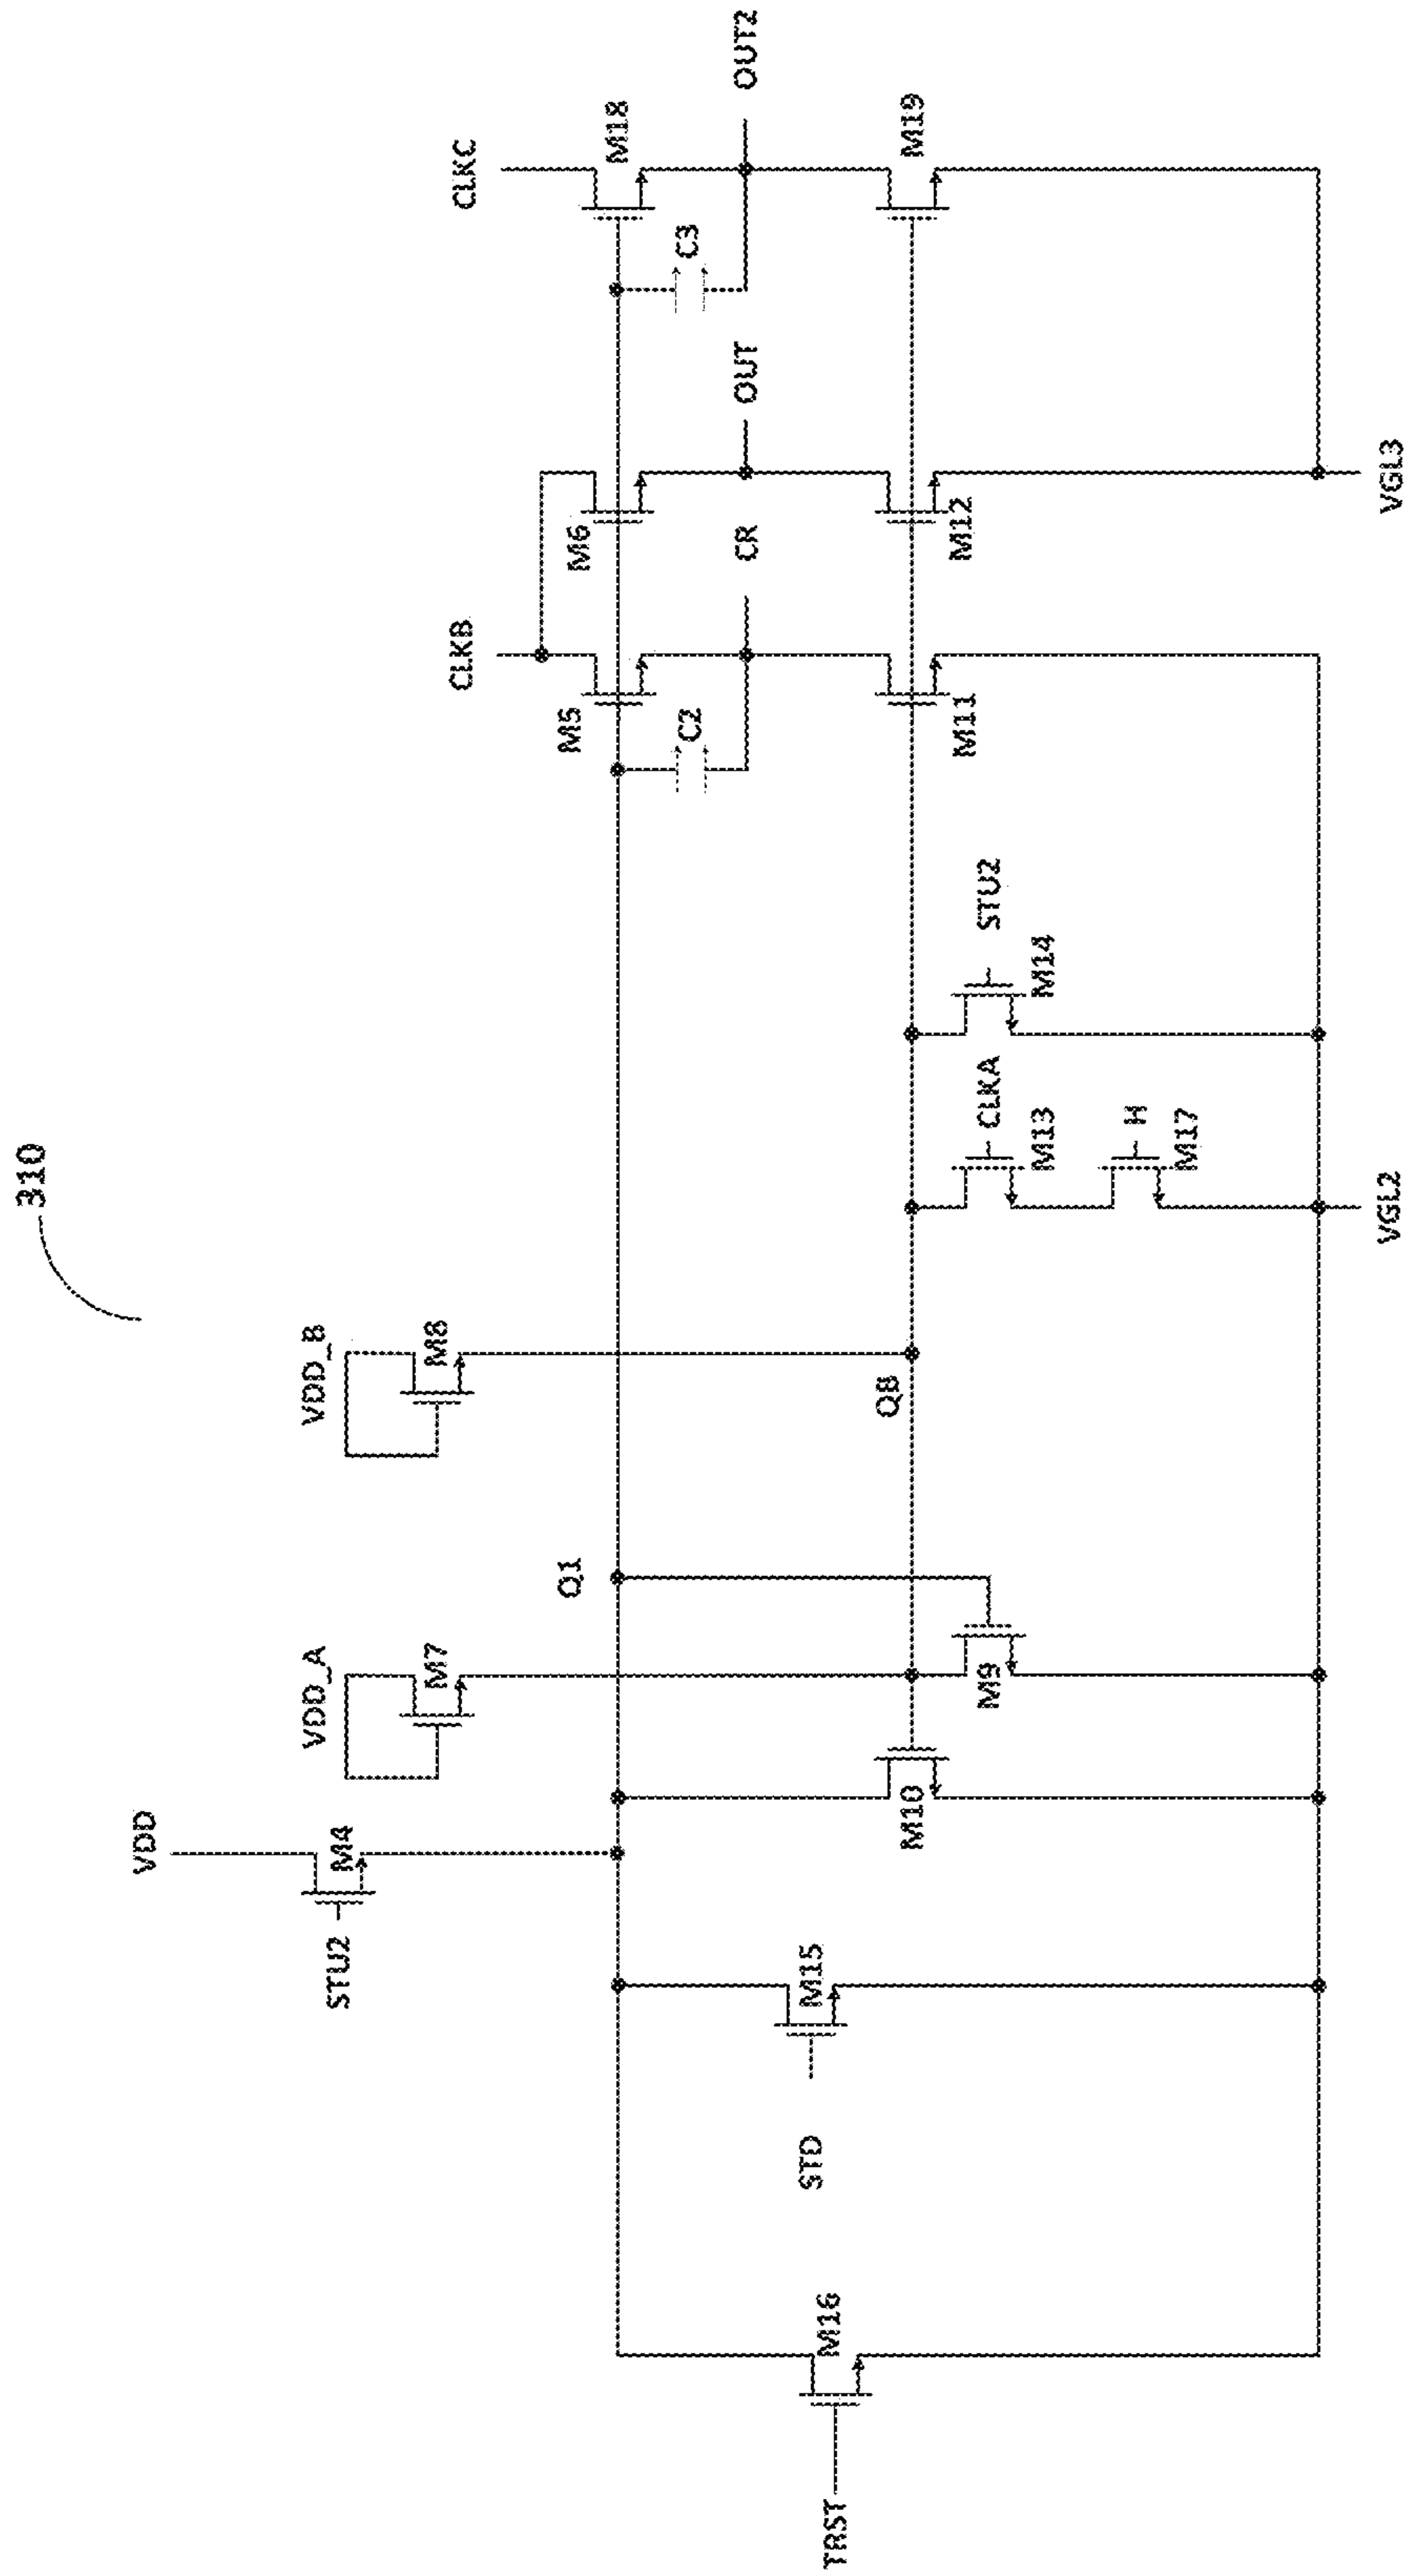 310
VDD
VDD_A
VDD_B
CLKB
CLKC
STU2
M4
M7
M8
Q1
M5
M6
M18
C2
C3
CR
OUT
OUT2
TRST
M16
STD
M15
M10
M9
QB
CLKA
M13
H
M17
STU2
M14
M11
M12
M19
VGL2
VGL3